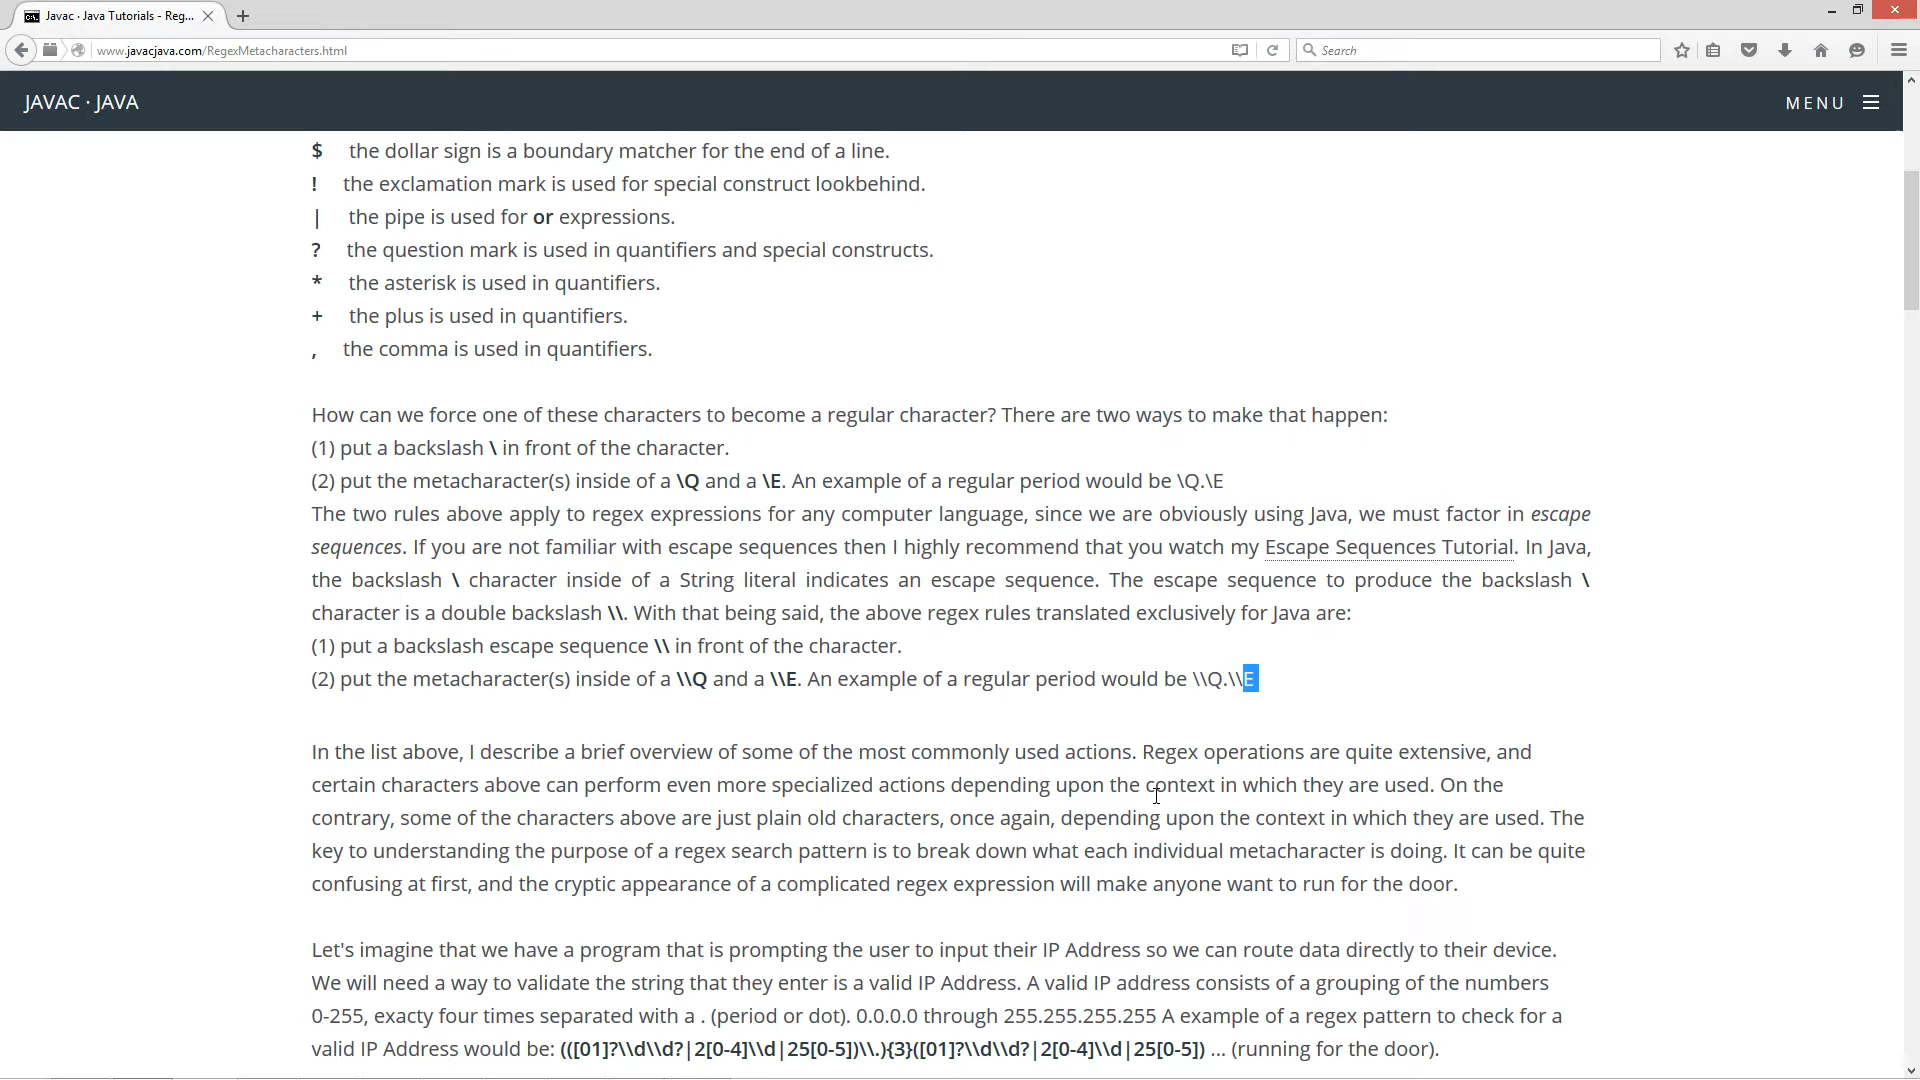 Javac · Java Tutorials - Reg...
www.javacjava.com/RegexMetacharacters.html
Search
JAVAC · JAVA
MENU
$ the dollar sign is a boundary matcher for the end of a line.
! the exclamation mark is used for special construct lookbehind.
| the pipe is used for or expressions.
? the question mark is used in quantifiers and special constructs.
* the asterisk is used in quantifiers.
+ the plus is used in quantifiers.
, the comma is used in quantifiers.
How can we force one of these characters to become a regular character? There are two ways to make that happen:
(1) put a backslash \ in front of the character.
(2) put the metacharacter(s) inside of a \Q and a \E. An example of a regular period would be \Q.\E
The two rules above apply to regex expressions for any computer language, since we are obviously using Java, we must factor in escape
sequences. If you are not familiar with escape sequences then I highly recommend that you watch my Escape Sequences Tutorial. In Java,
the backslash \ character inside of a String literal indicates an escape sequence. The escape sequence to produce the backslash \
character is a double backslash \\. With that being said, the above regex rules translated exclusively for Java are:
(1) put a backslash escape sequence \\ in front of the character.
(2) put the metacharacter(s) inside of a \\Q and a \\E. An example of a regular period would be \\Q.\\E
In the list above, I describe a brief overview of some of the most commonly used actions. Regex operations are quite extensive, and
certain characters above can perform even more specialized actions depending upon the context in which they are used. On the
contrary, some of the characters above are just plain old characters, once again, depending upon the context in which they are used. The
key to understanding the purpose of a regex search pattern is to break down what each individual metacharacter is doing. It can be quite
confusing at first, and the cryptic appearance of a complicated regex expression will make anyone want to run for the door.
Let's imagine that we have a program that is prompting the user to input their IP Address so we can route data directly to their device.
We will need a way to validate the string that they enter is a valid IP Address. A valid IP address consists of a grouping of the numbers
0-255, exacty four times separated with a . (period or dot). 0.0.0.0 through 255.255.255.255 A example of a regex pattern to check for a
valid IP Address would be: (([01]?\\d\\d?|2[0-4]\\d|25[0-5])\\.){3}([01]?\\d\\d?|2[0-4]\\d|25[0-5]) ... (running for the door).